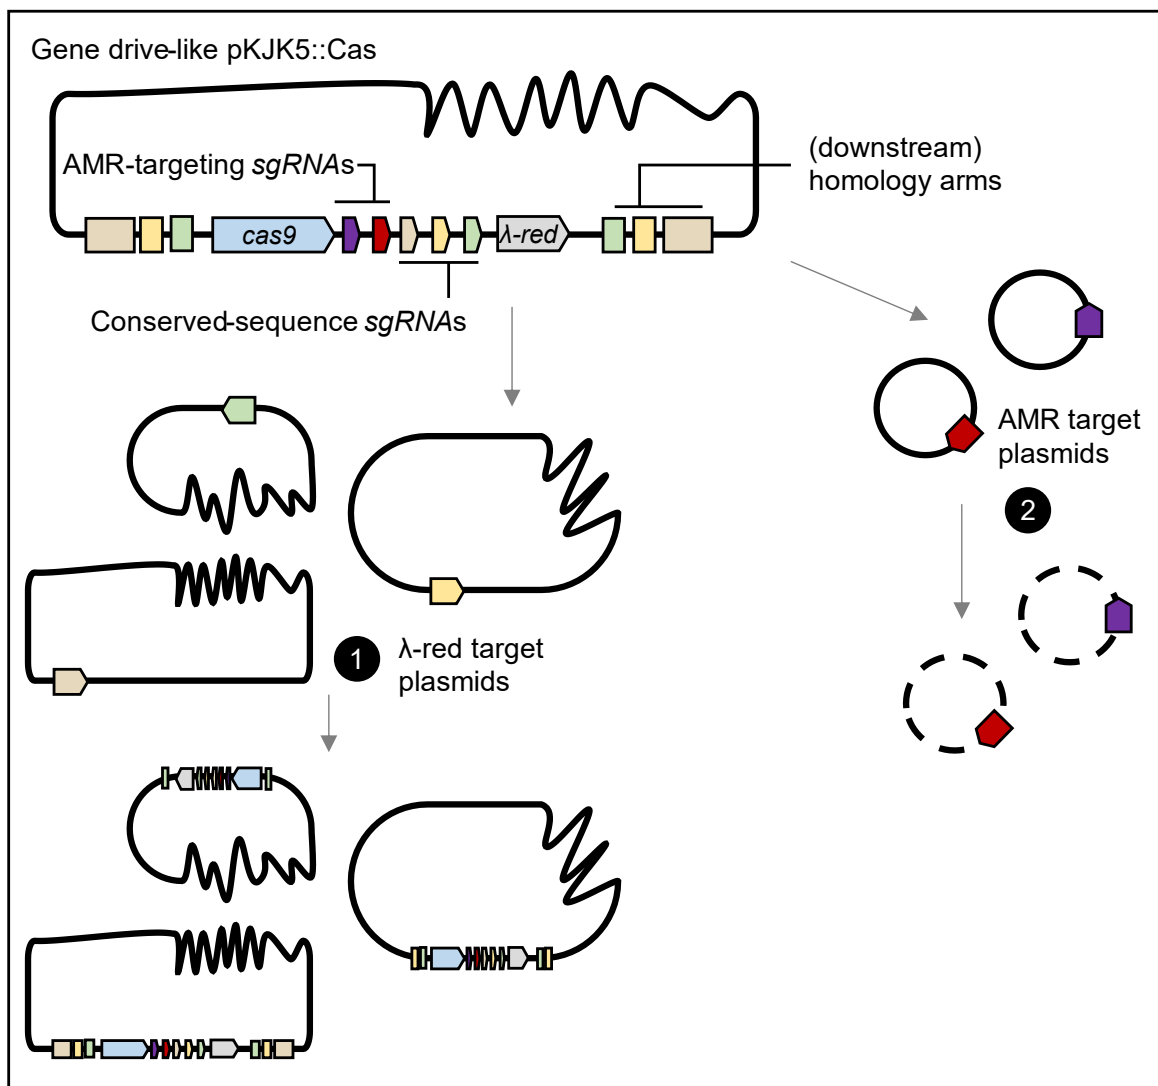 Gene drive-like pKJK5::Cas
AMR-targeting sgRNAs
(downstream)
homology arms
cas9
λ-red
Conserved-sequence sgRNAs
AMR target
plasmids
2
1
λ-red target
plasmids